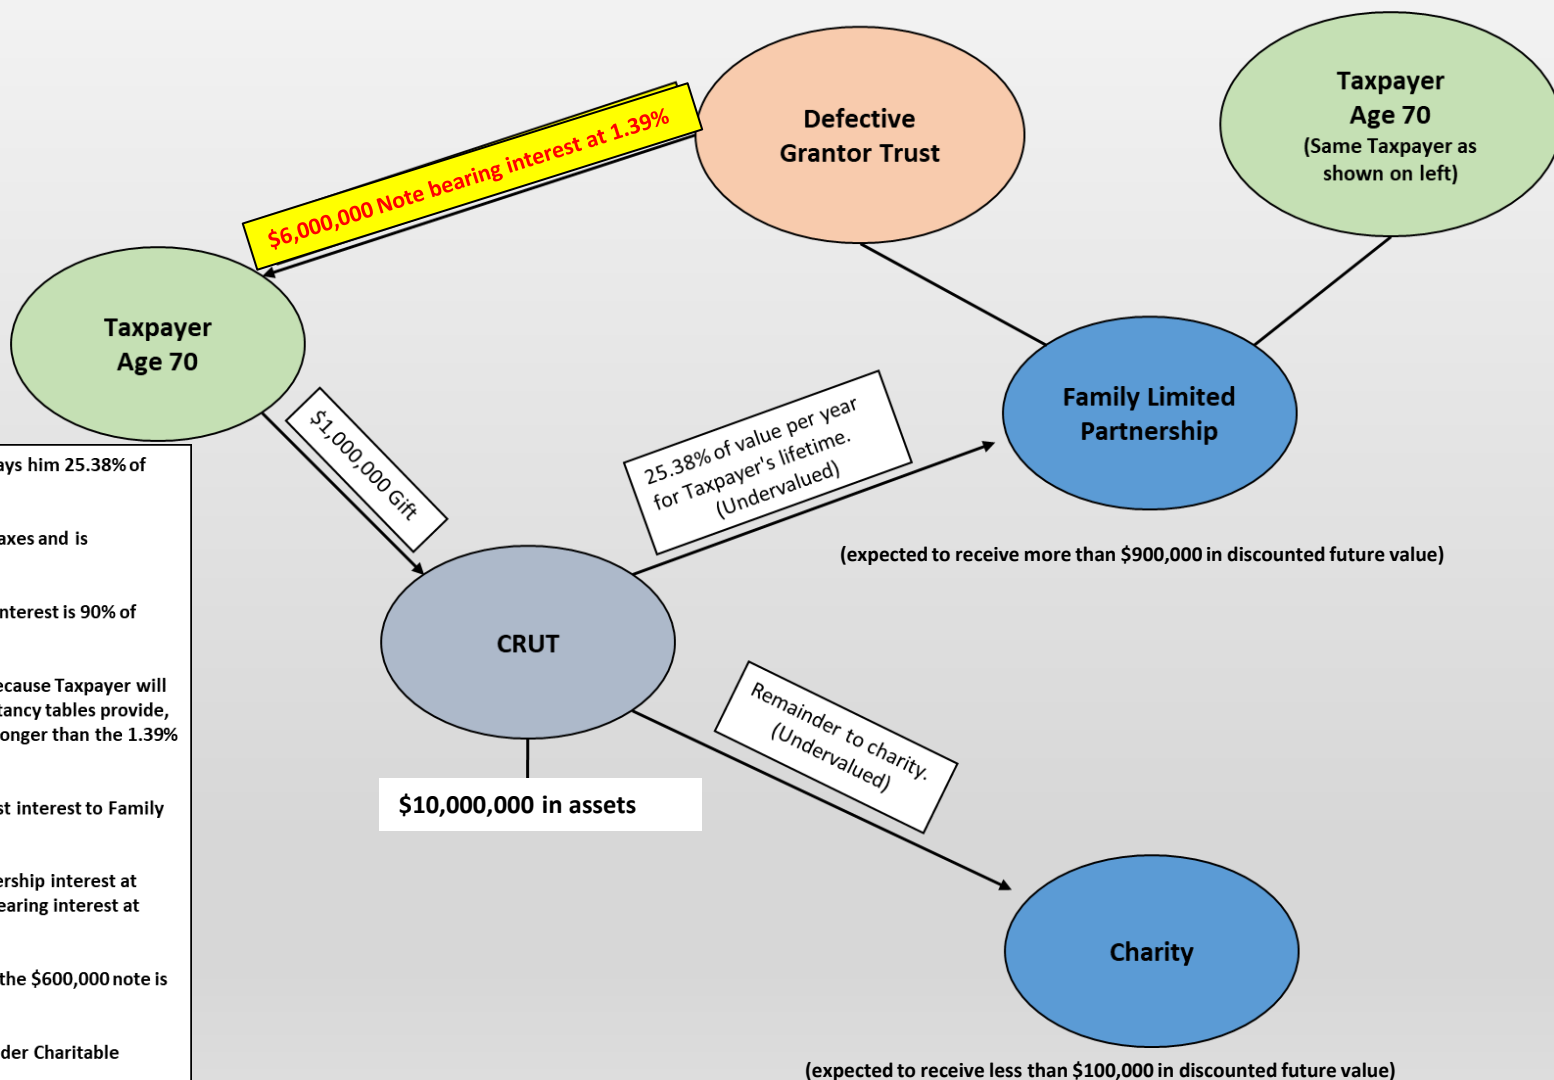 Defective
Grantor Trust
Taxpayer
Age 70
(Same Taxpayer as
shown on left)
$6,000,000 Note bearing interest at 1.39%
Taxpayer
Age 70
Family Limited
Partnership
$1,000,000 Gift
25.38% of value per year
for Taxpayer's lifetime.
(Undervalued)
(expected to receive more than $900,000 in discounted future value)
CRUT
Remainder to charity.
(Undervalued)
$10,000,000 in assets
Charity
(expected to receive less than $100,000 in discounted future value)
ays him 25.38% of
axes and is
nterest is 90% of
ecause Taxpayer will
tancy tables provide,
onger than the 1.39%
st interest to Family
ership interest at
earing interest at
the $600,000 note is
der Charitable